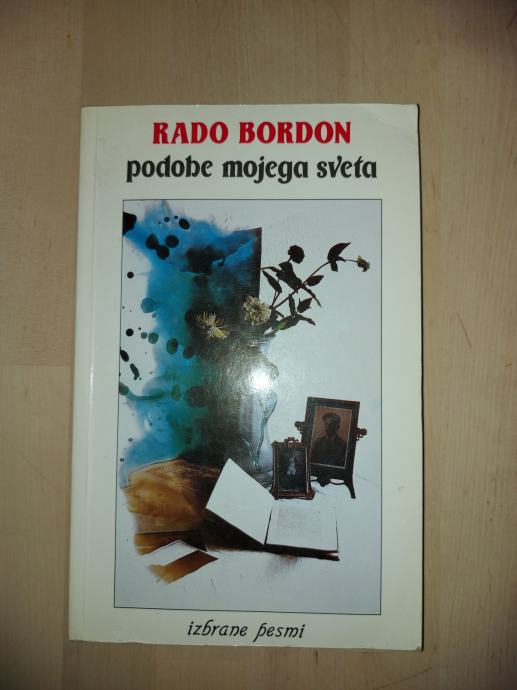 RADO BORDON
podobe mojega sveta
izbrane pesmi